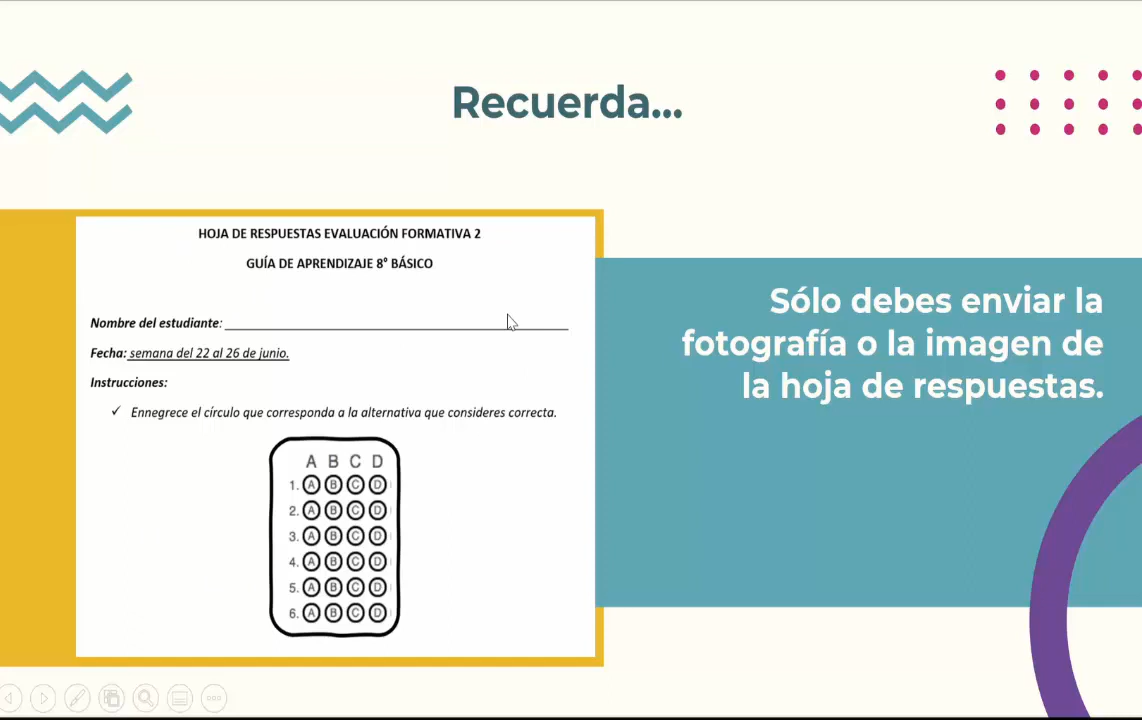 Recuerda...
HOJA DE RESPUESTAS EVALUACIÓN FORMATIVA 2
GUÍA DE APRENDIZAJE 8° BÁSICO
Nombre del estudiante:
Fecha: semana del 22 al 26 de junio.
Instrucciones:
✓ Ennegrece el círculo que corresponda a la alternativa que consideres correcta.
A B C D
1. A B C D
2. A B C D
3. A B C D
4. A B C D
5. A B C D
6. A B C D
Sólo debes enviar la
fotografía o la imagen de
la hoja de respuestas.